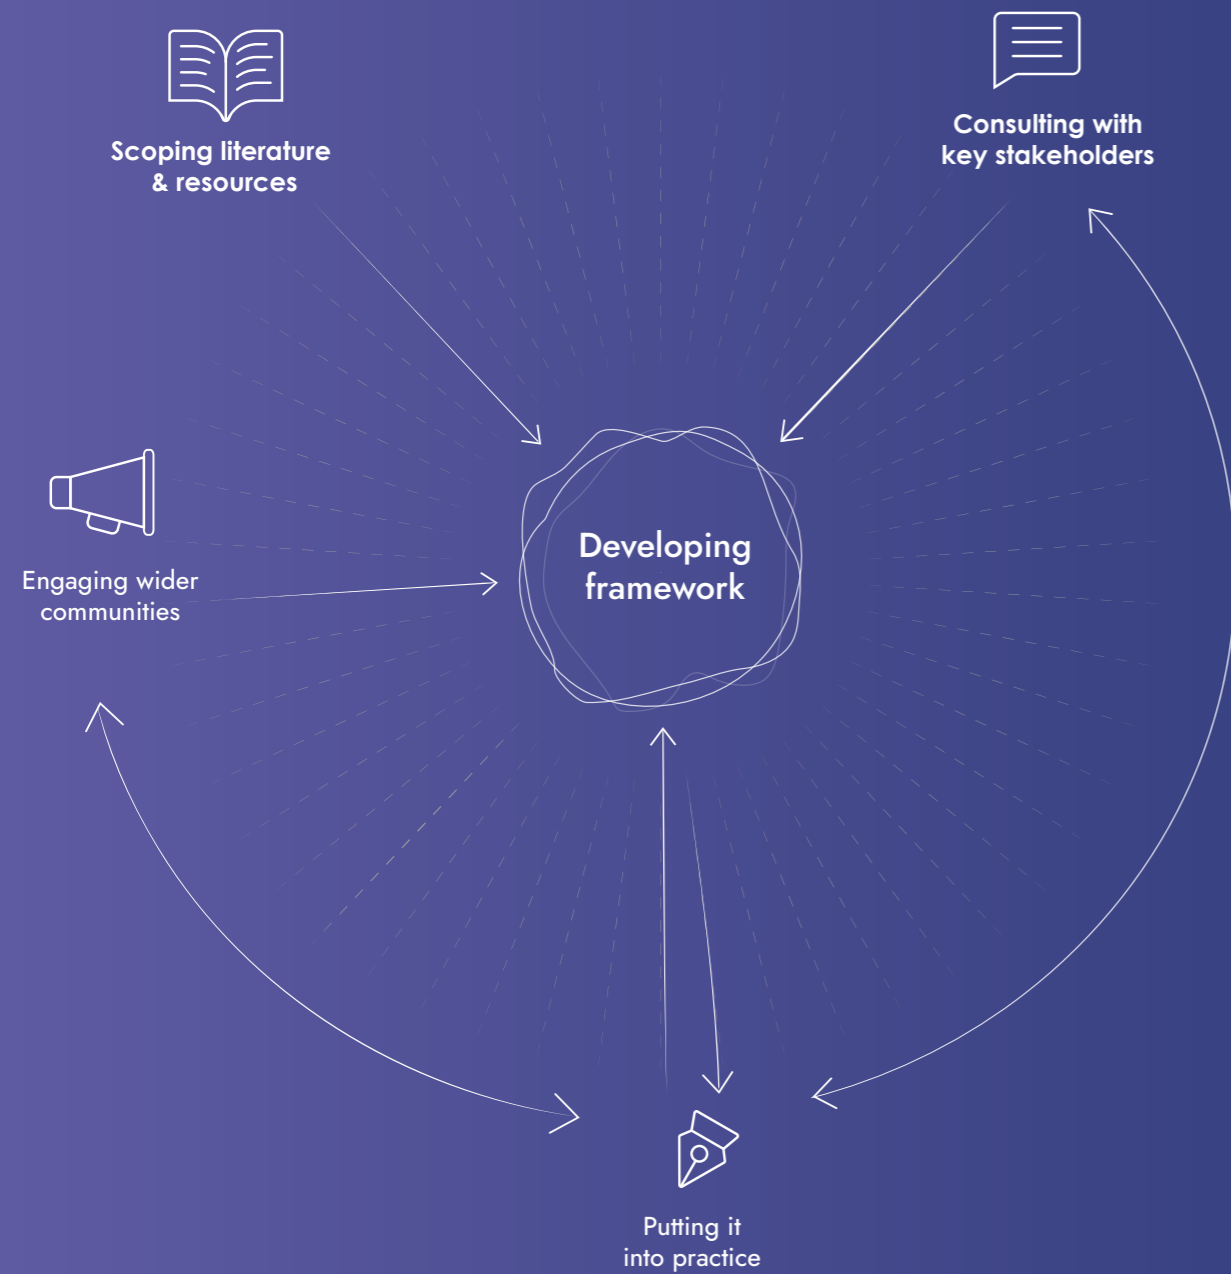 Scoping literature
& resources
Consulting with
key stakeholders
Engaging wider
communities
Developing
framework
Putting it
into practice